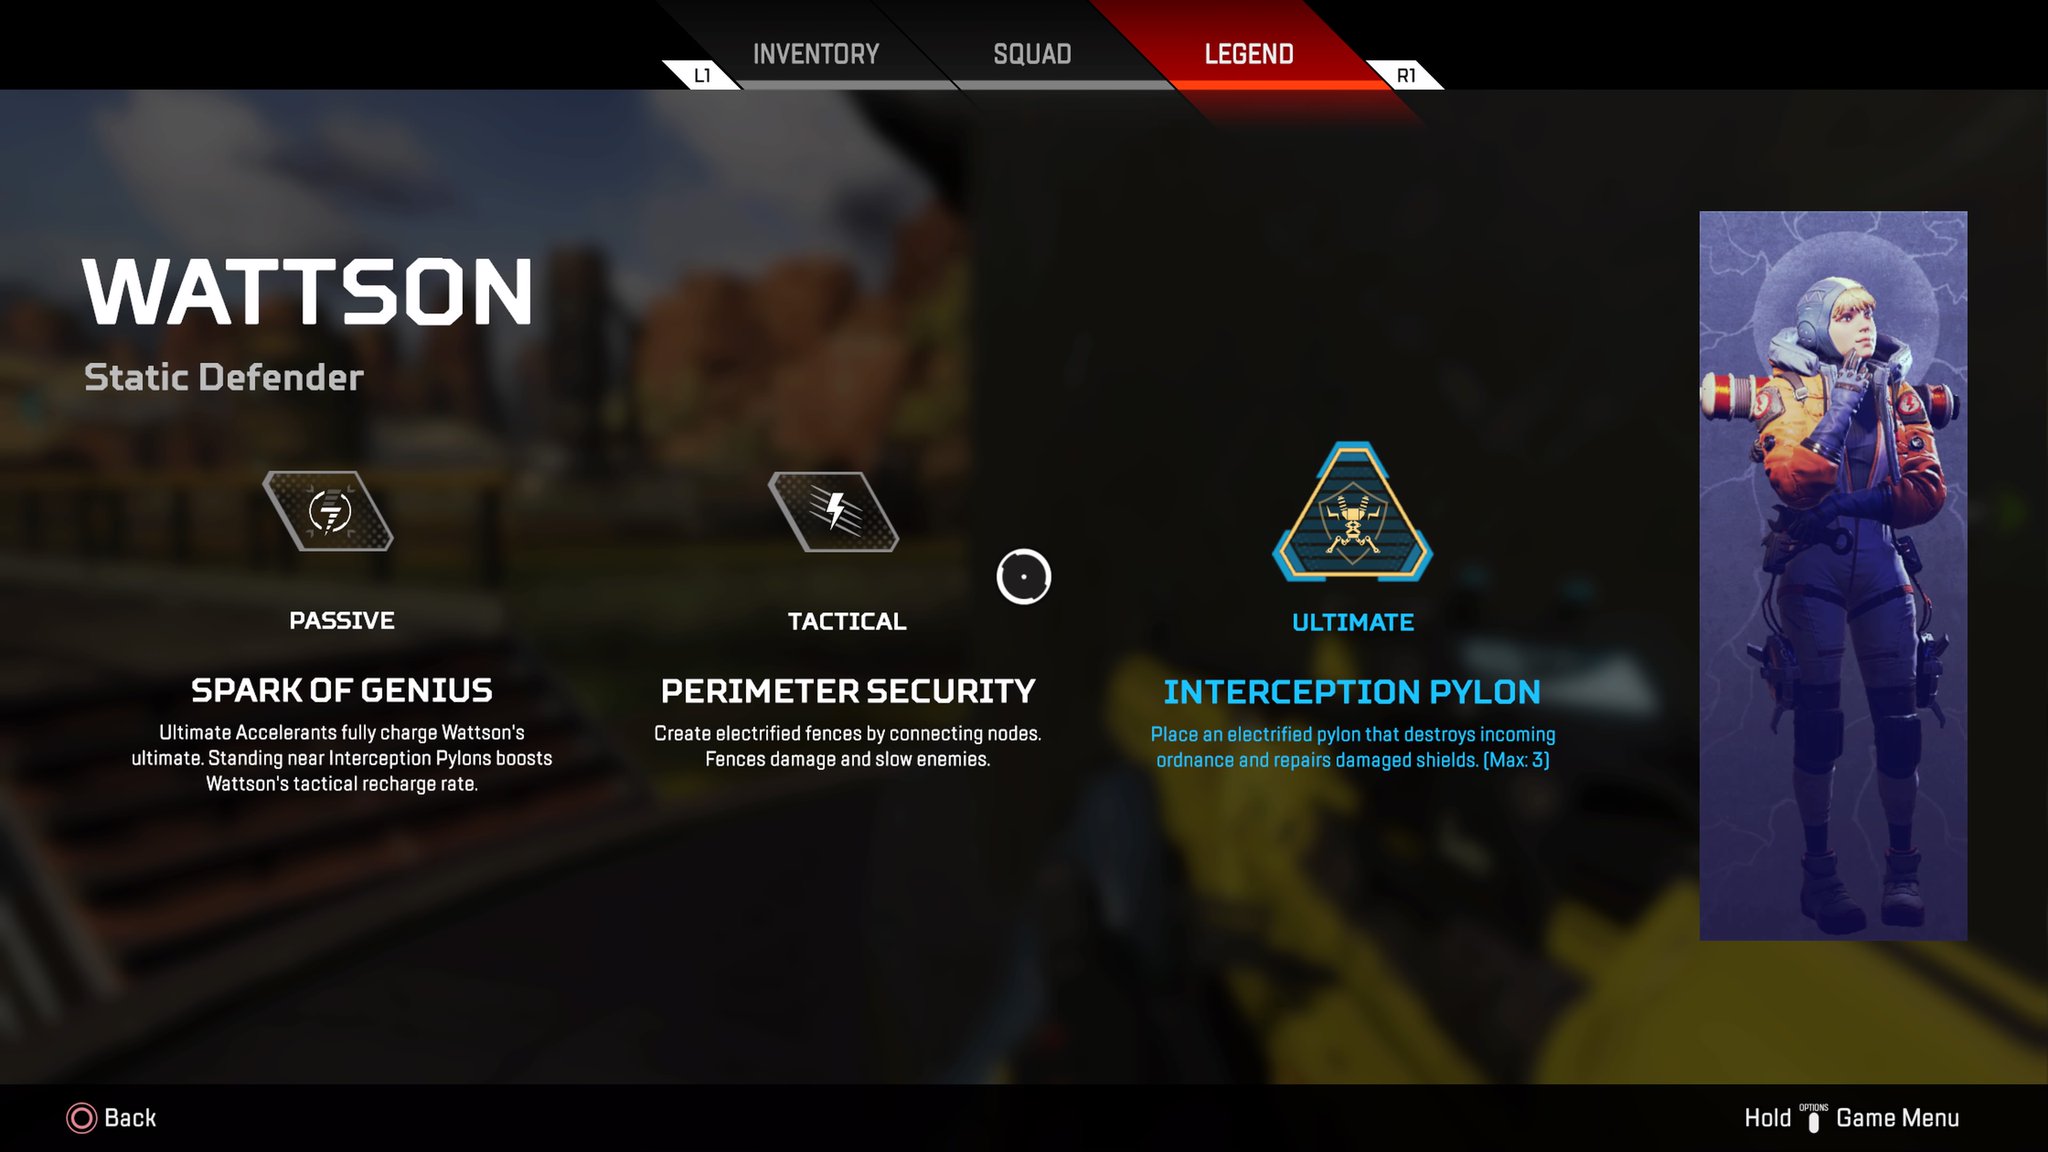 INVENTORY
SQUAD
LEGEND
L1
R1
WATTSON
Static Defender
PASSIVE
SPARK OF GENIUS
Ultimate Accelerants fully charge Wattson's
ultimate. Standing near Interception Pylons boosts
Wattson's tactical recharge rate.
TACTICAL
PERIMETER SECURITY
Create electrified fences by connecting nodes.
Fences damage and slow enemies.
ULTIMATE
INTERCEPTION PYLON
Place an electrified pylon that destroys incoming
ordnance and repairs damaged shields. (Max: 3)
Back
Hold OPTIONS Game Menu